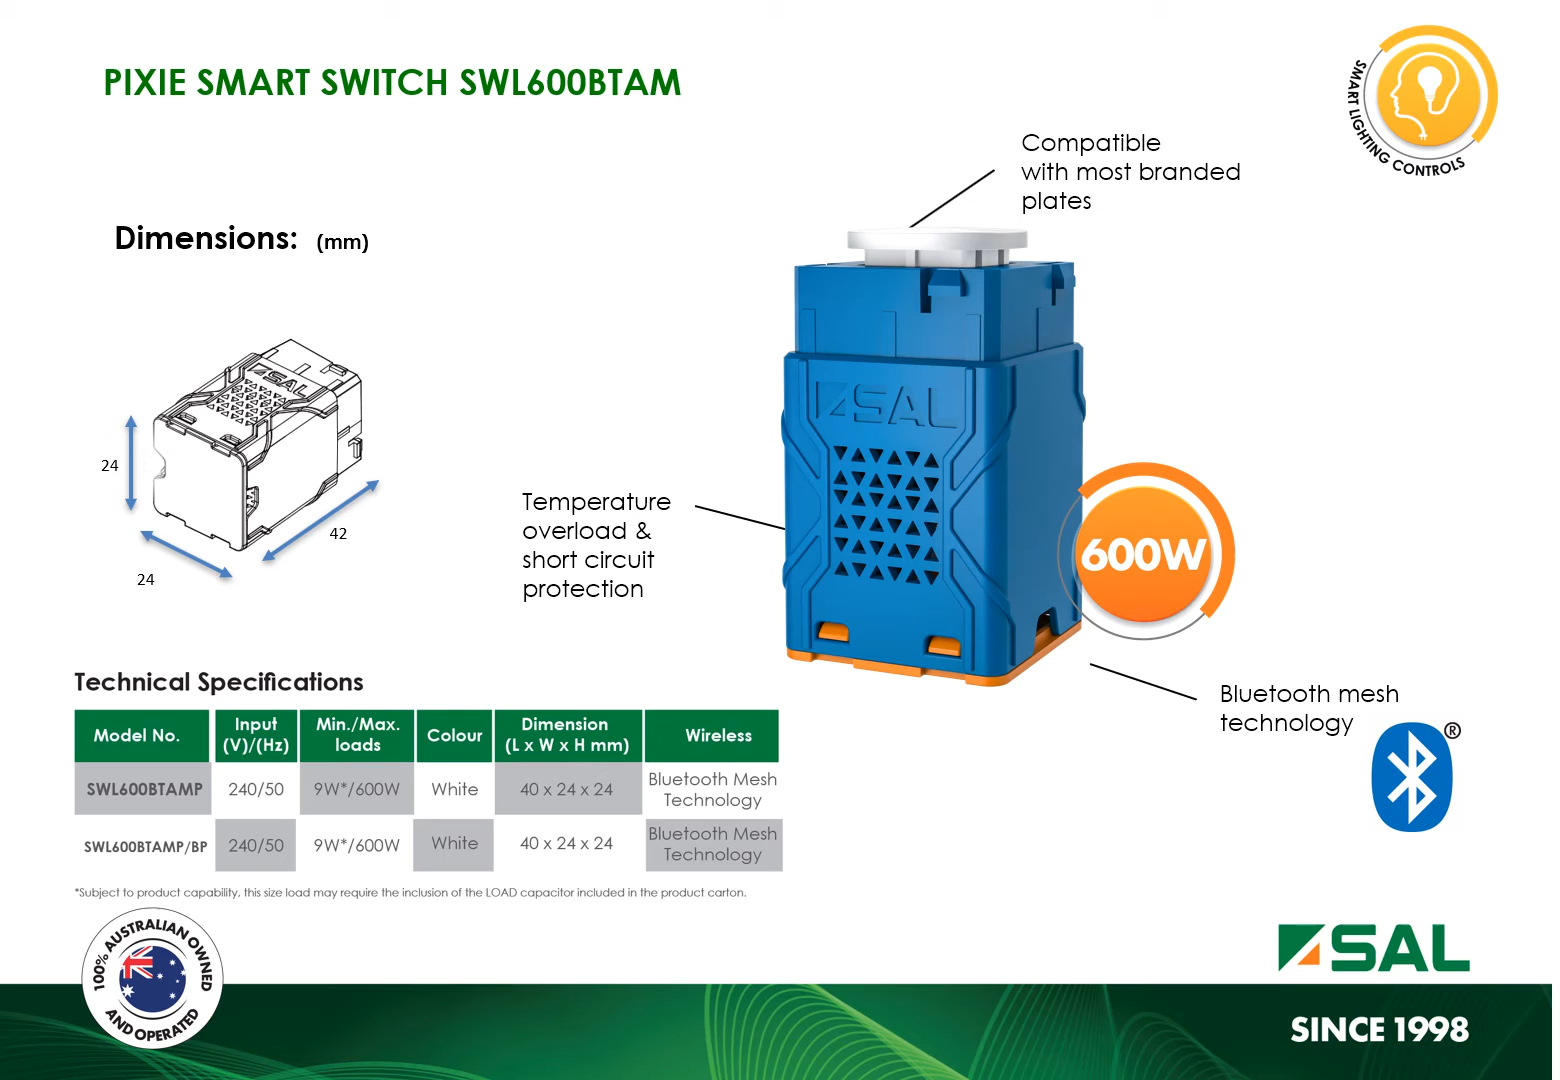 PIXIE SMART SWITCH SWL600BTAM
SMART LIGHTING CONTROLS
Compatible
with most branded
plates
Dimensions: (mm)
SAL
24
42
24
SAL
Temperature
overload &
short circuit
protection
600W
Bluetooth mesh
technology
®
Technical Specifications
Model No. Input (V)/(Hz) Min./Max. loads Colour Dimension (L x W x H mm) Wireless
SWL600BTAMP 240/50 9W*/600W White 40 x 24 x 24 Bluetooth Mesh Technology
SWL600BTAMP/BP 240/50 9W*/600W White 40 x 24 x 24 Bluetooth Mesh Technology
*Subject to product capability, this size load may require the inclusion of the LOAD capacitor included in the product carton.
100% AUSTRALIAN OWNED
AND OPERATED
SAL
SINCE 1998